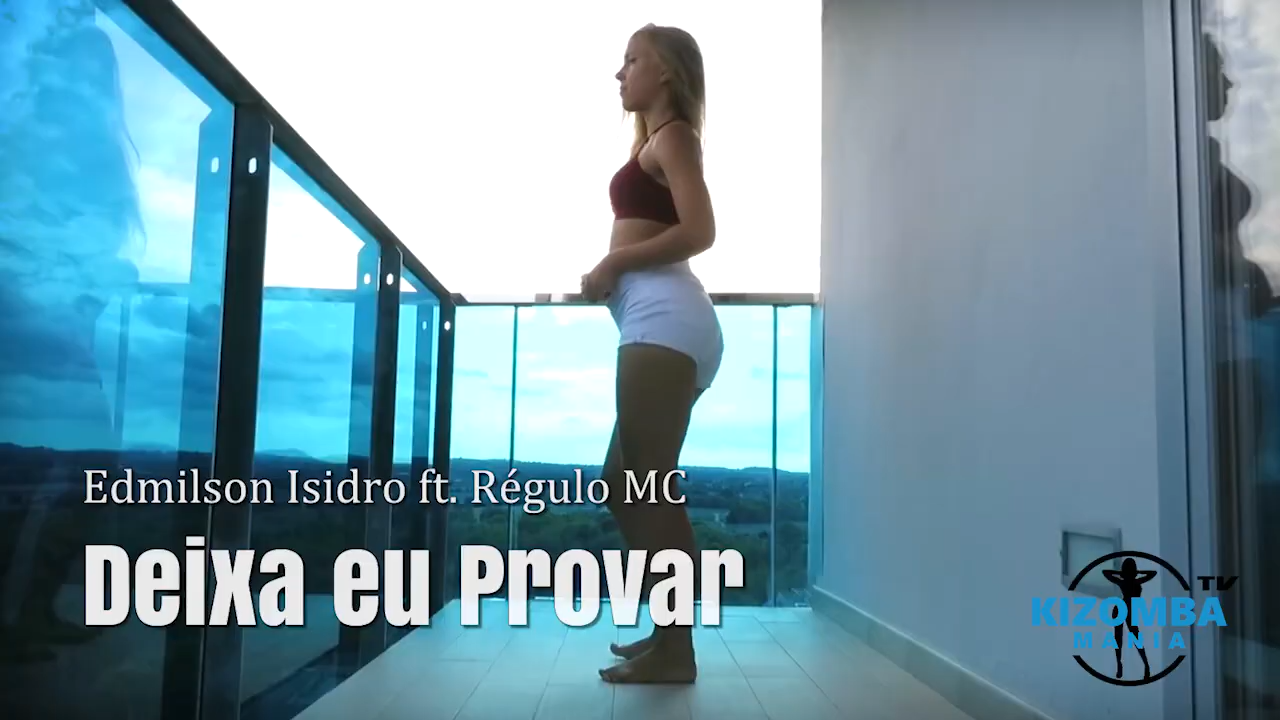 Edmilson Isidro ft. Régulo MC
Deixa eu Provar
TV
KIZOMBA
MANIA